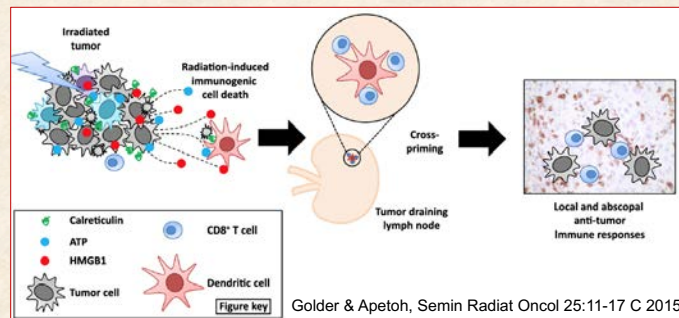 Irradiated
tumor
Radiation-induced
immunogenic
cell death
Cross-
priming
Tumor draining
lymph node
Local and abscopal
anti-tumor
Immune responses
Calreticulin
ATP
HMGB1
Tumor cell
CD8⁺ T cell
Dendritic cell
Figure key
Golder & Apetoh, Semin Radiat Oncol 25:11-17 C 2015